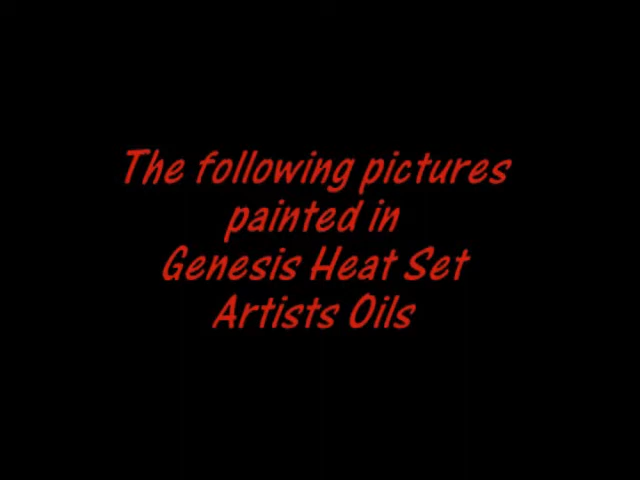 The following pictures
painted in
Genesis Heat Set
Artists Oils